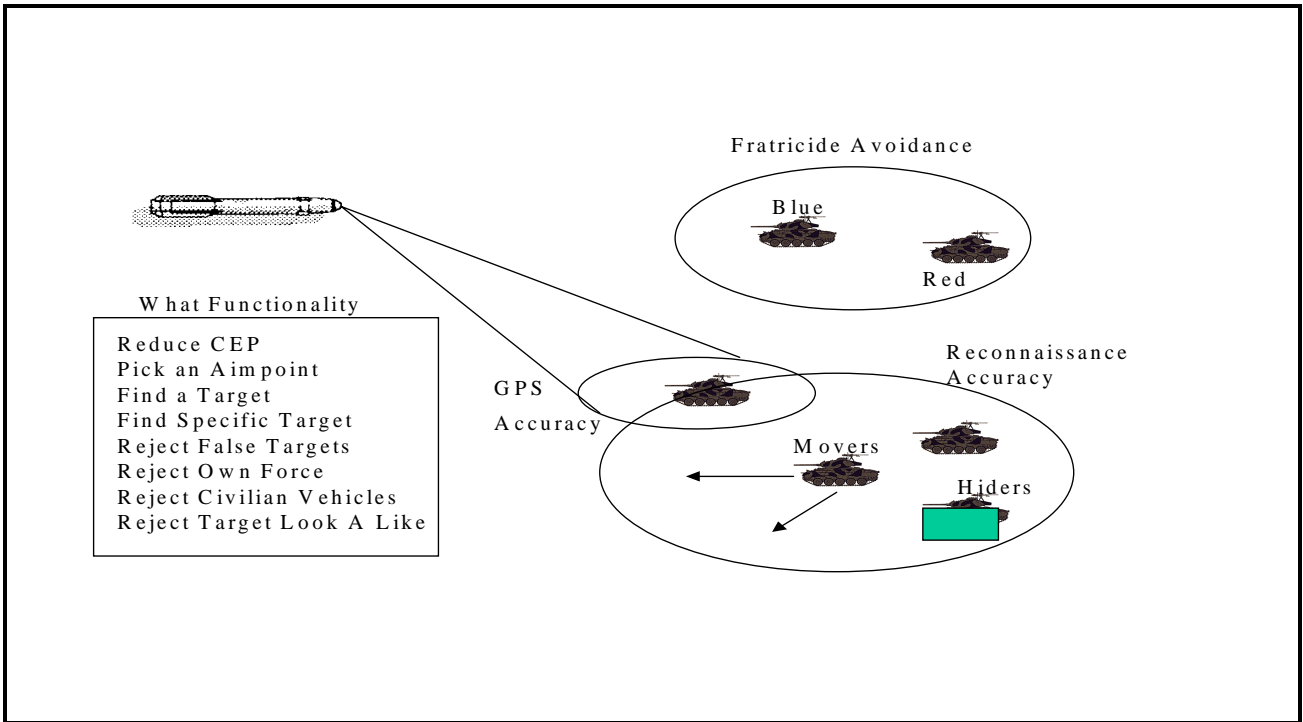 Fratricide Avoidance
Blue
Red
What Functionality
Reduce CEP
Pick an Aimpoint
Find a Target
Find Specific Target
Reject False Targets
Reject Own Force
Reject Civilian Vehicles
Reject Target Look A Like
GPS
Accuracy
Reconnaissance
Accuracy
Movers
Hiders